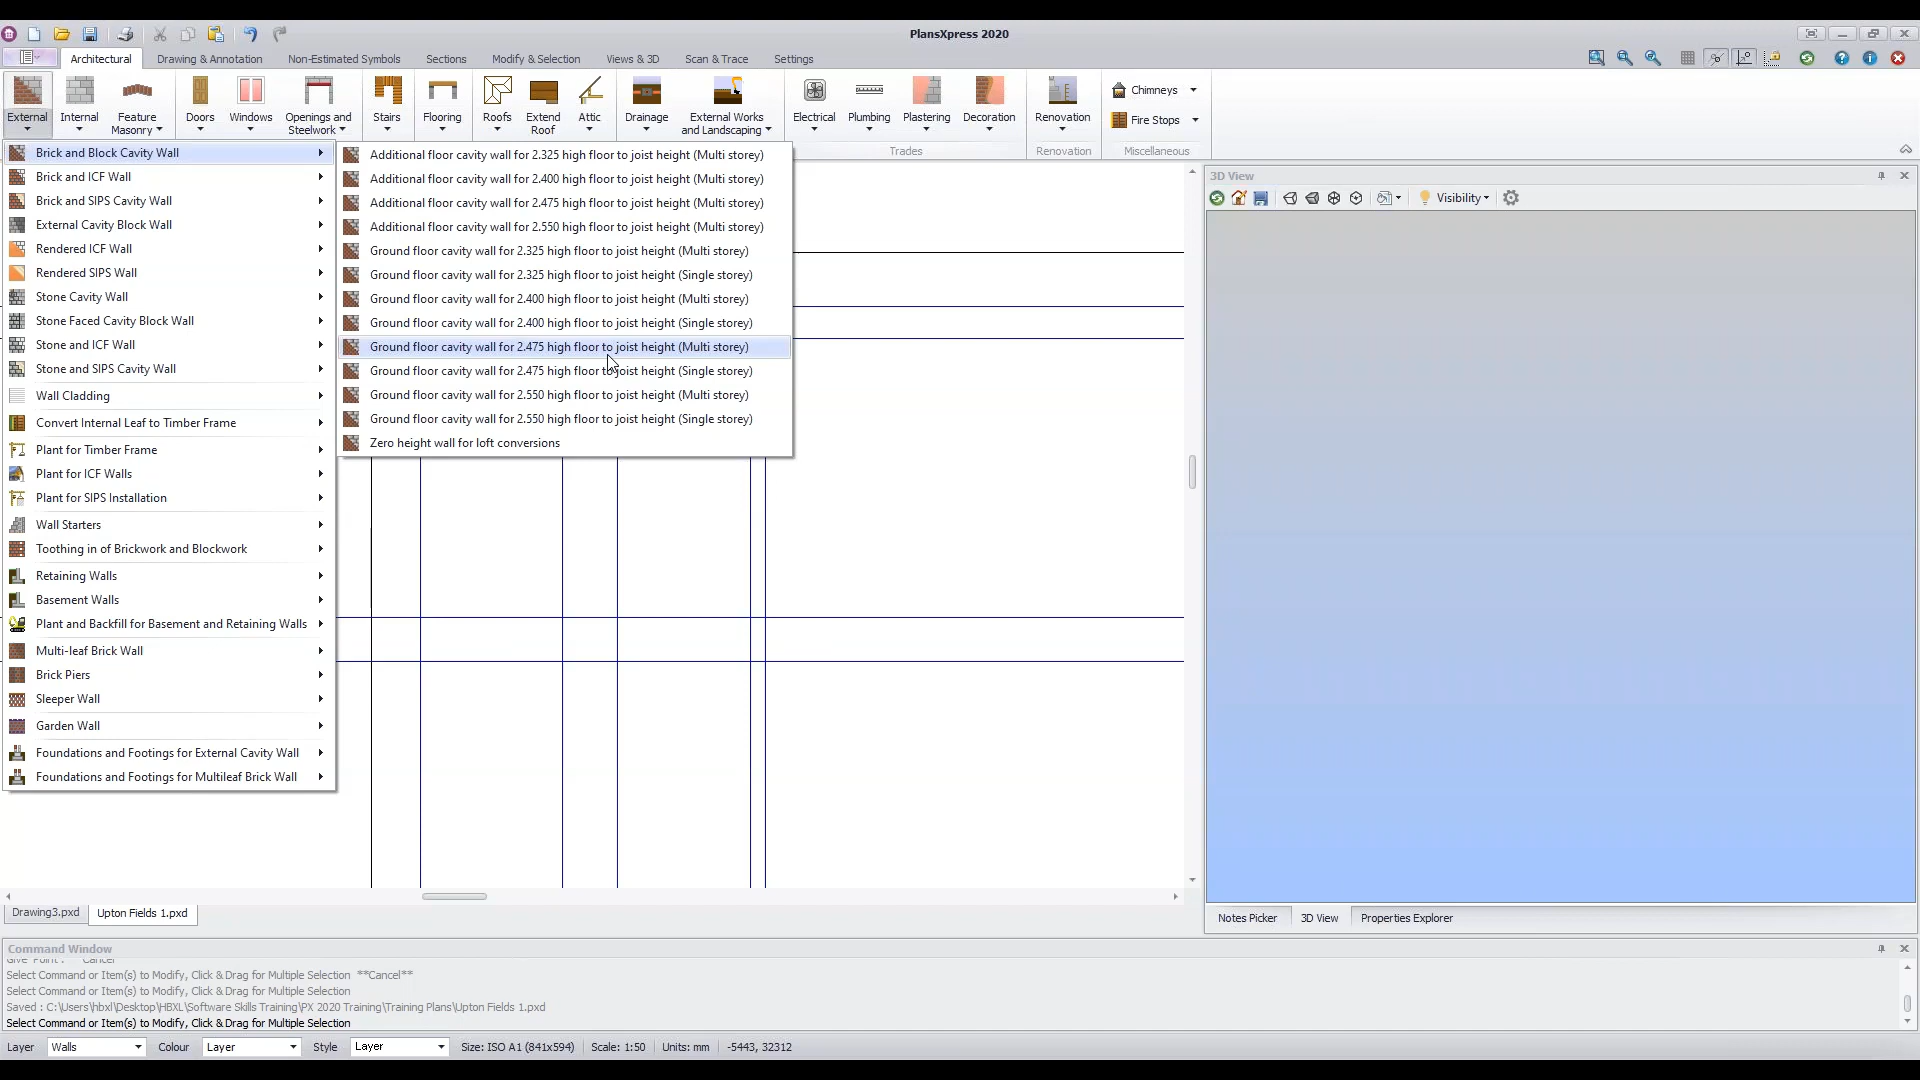 PlansXpress 2020
Architectural
Drawing & Annotation
Non-Estimated Symbols
Sections
Modify & Selection
Views & 3D
Scan & Trace
Settings
External
Internal
Feature
Masonry
Doors
Windows
Openings and
Steelwork
Stairs
Flooring
Roofs
Extend
Roof
Attic
Drainage
External Works
and Landscaping
Electrical
Plumbing
Plastering
Decoration
Renovation
Chimneys
Fire Stops
Trades
Renovation
Miscellaneous
Brick and Block Cavity Wall
Brick and ICF Wall
Brick and SIPS Cavity Wall
External Cavity Block Wall
Rendered ICF Wall
Rendered SIPS Wall
Stone Cavity Wall
Stone Faced Cavity Block Wall
Stone and ICF Wall
Stone and SIPS Cavity Wall
Wall Cladding
Convert Internal Leaf to Timber Frame
Plant for Timber Frame
Plant for ICF Walls
Plant for SIPS Installation
Wall Starters
Toothing in of Brickwork and Blockwork
Retaining Walls
Basement Walls
Plant and Backfill for Basement and Retaining Walls
Multi-leaf Brick Wall
Brick Piers
Sleeper Wall
Garden Wall
Foundations and Footings for External Cavity Wall
Foundations and Footings for Multileaf Brick Wall
Additional floor cavity wall for 2.325 high floor to joist height (Multi storey)
Additional floor cavity wall for 2.400 high floor to joist height (Multi storey)
Additional floor cavity wall for 2.475 high floor to joist height (Multi storey)
Additional floor cavity wall for 2.550 high floor to joist height (Multi storey)
Ground floor cavity wall for 2.325 high floor to joist height (Multi storey)
Ground floor cavity wall for 2.325 high floor to joist height (Single storey)
Ground floor cavity wall for 2.400 high floor to joist height (Multi storey)
Ground floor cavity wall for 2.400 high floor to joist height (Single storey)
Ground floor cavity wall for 2.475 high floor to joist height (Multi storey)
Ground floor cavity wall for 2.475 high floor to joist height (Single storey)
Ground floor cavity wall for 2.550 high floor to joist height (Multi storey)
Ground floor cavity wall for 2.550 high floor to joist height (Single storey)
Zero height wall for loft conversions
3D View
Visibility
Drawing3.pxd
Upton Fields 1.pxd
Notes Picker
3D View
Properties Explorer
Command Window
Give Point : **Cancel**
Select Command or Item(s) to Modify, Click & Drag for Multiple Selection **Cancel**
Select Command or Item(s) to Modify, Click & Drag for Multiple Selection
Saved : C:\Users\hbxl\Desktop\HBXL\Software Skills Training\PX 2020 Training\Training Plans\Upton Fields 1.pxd
Select Command or Item(s) to Modify, Click & Drag for Multiple Selection
Layer Walls Colour Layer Style Layer Size: ISO A1 (841x594) Scale: 1:50 Units: mm -5443, 32312